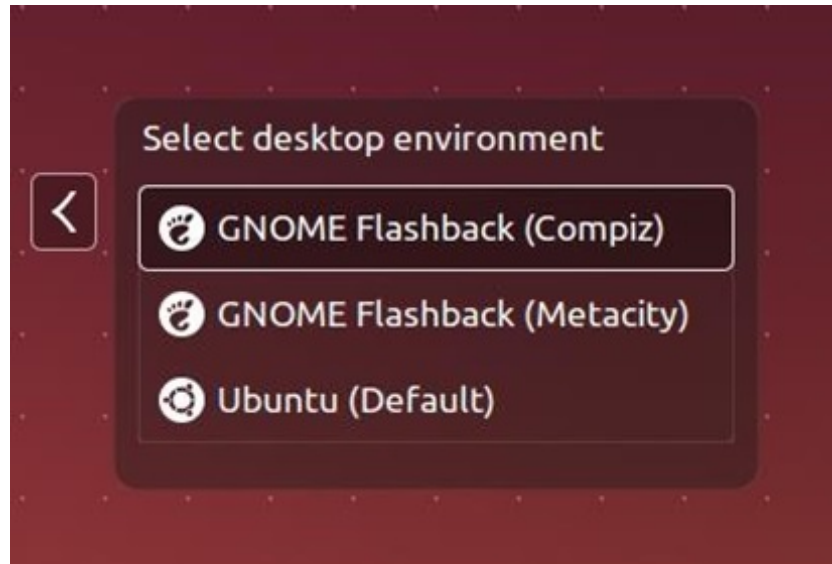 Select desktop environment
GNOME Flashback (Compiz)
GNOME Flashback (Metacity)
Ubuntu (Default)